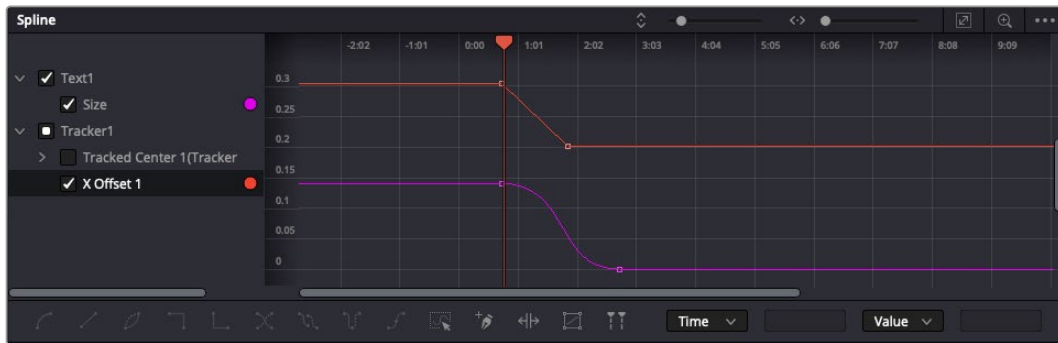 Spline
-2:02 -1:01 0:00 1:01 2:02 3:03 4:04 5:05 6:06 7:07 8:08 9:09
Text1
Size
Tracker1
Tracked Center 1(Tracker
X Offset 1
0.3
0.25
0.2
0.15
0.1
0.05
0
Time
Value